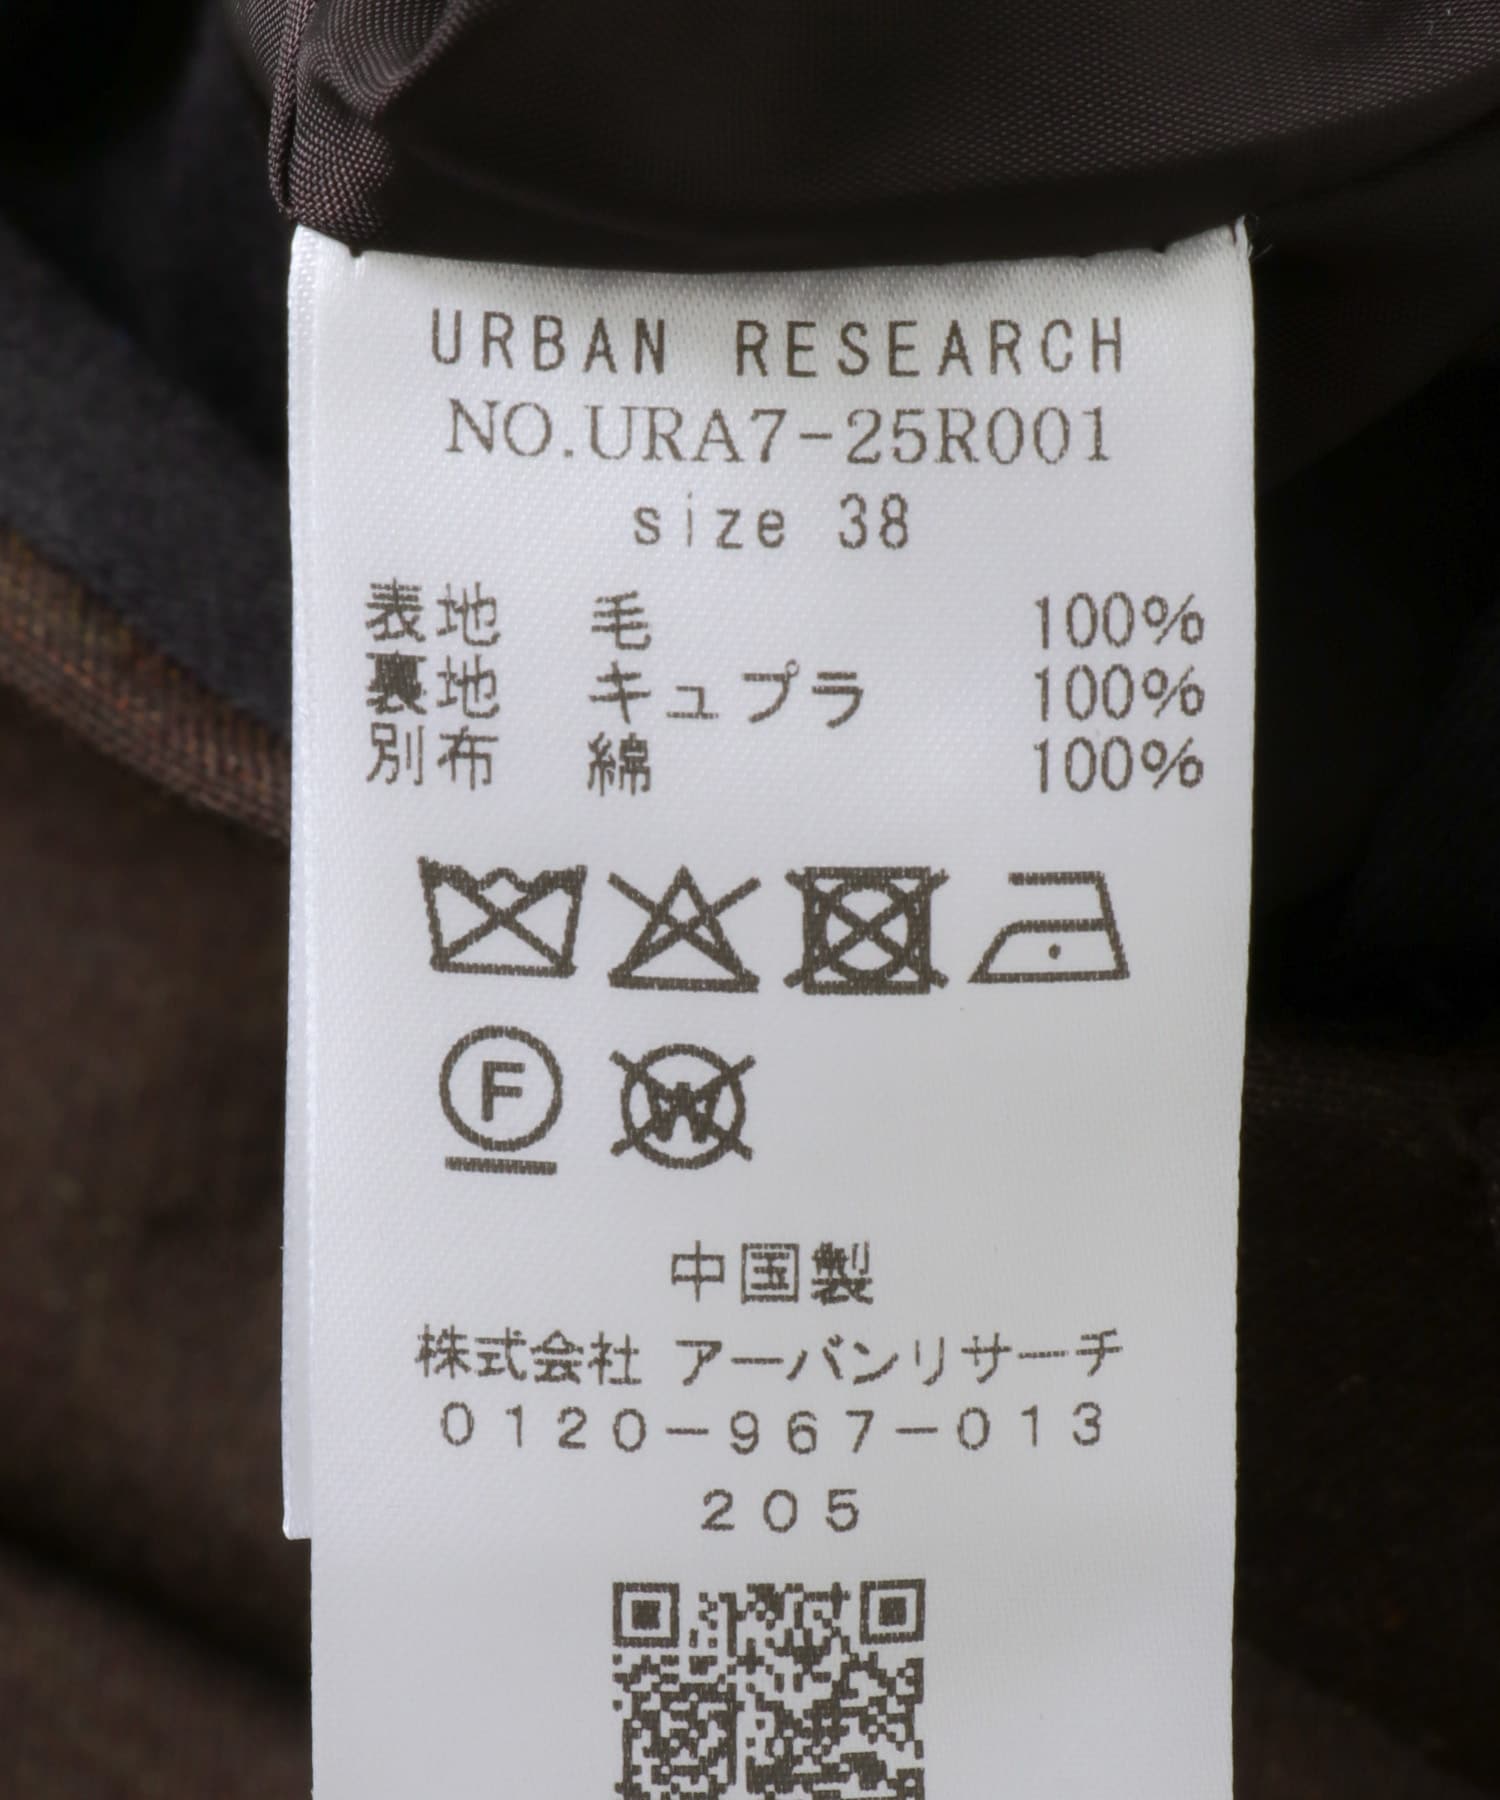 URBAN RESEARCH
NO.URA7-25R001
size 38
表地 毛 100%
裏地 キュプラ 100%
別布 綿 100%
F
W
中国製
株式会社 アーバンリサーチ
0120-967-013
205